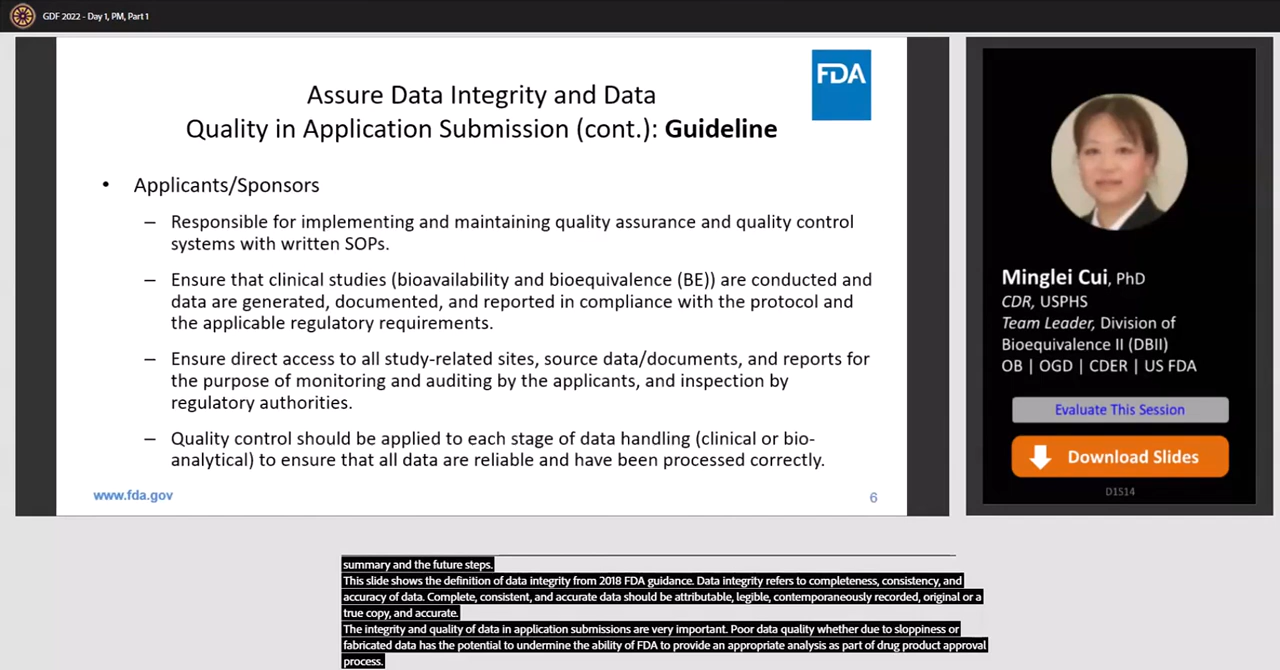 GDF 2022 - Day 1, PM, Part 1
FDA
Assure Data Integrity and Data
Quality in Application Submission (cont.): Guideline
• Applicants/Sponsors
– Responsible for implementing and maintaining quality assurance and quality control
systems with written SOPs.
– Ensure that clinical studies (bioavailability and bioequivalence (BE)) are conducted and
data are generated, documented, and reported in compliance with the protocol and
the applicable regulatory requirements.
– Ensure direct access to all study-related sites, source data/documents, and reports for
the purpose of monitoring and auditing by the applicants, and inspection by
regulatory authorities.
– Quality control should be applied to each stage of data handling (clinical or bio-
analytical) to ensure that all data are reliable and have been processed correctly.
www.fda.gov
6
Minglei Cui, PhD
CDR, USPHS
Team Leader, Division of
Bioequivalence II (DBII)
OB | OGD | CDER | US FDA
Evaluate This Session
Download Slides
D1S14
summary and the future steps.
This slide shows the definition of data integrity from 2018 FDA guidance. Data integrity refers to completeness, consistency, and
accuracy of data. Complete, consistent, and accurate data should be attributable, legible, contemporaneously recorded, original or a
true copy, and accurate.
The integrity and quality of data in application submissions are very important. Poor data quality whether due to sloppiness or
fabricated data has the potential to undermine the ability of FDA to provide an appropriate analysis as part of drug product approval
process.